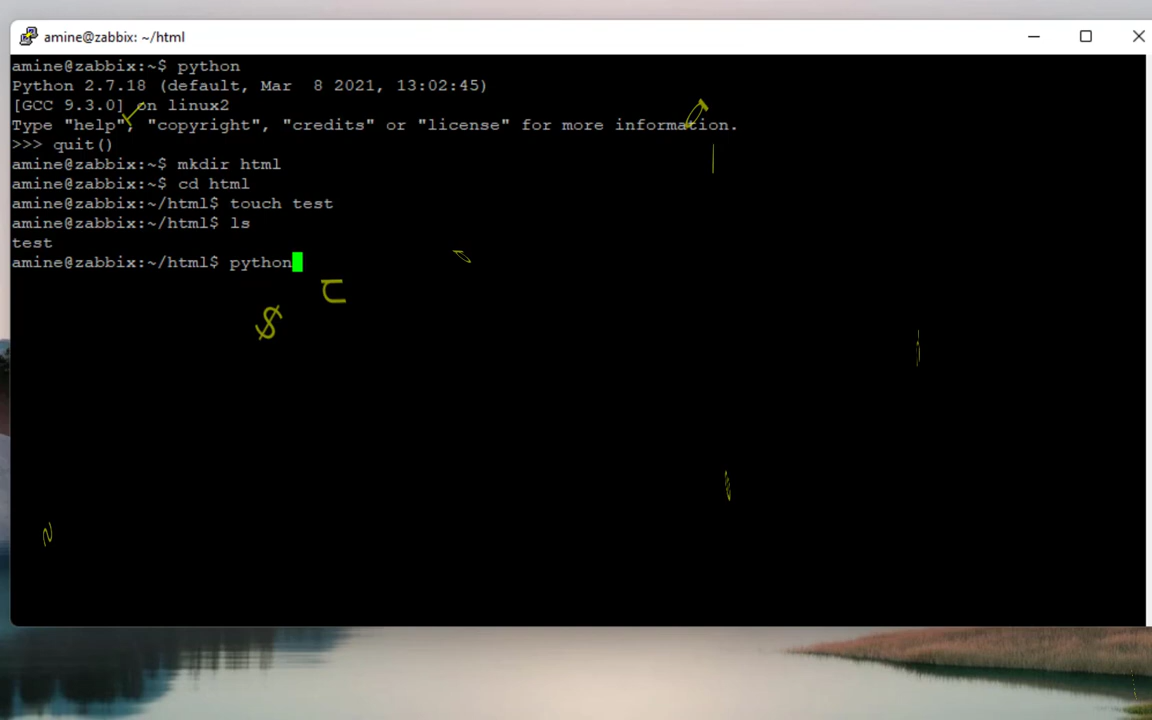 amine@zabbix: ~/html
amine@zabbix:~$ python
Python 2.7.18 (default, Mar  8 2021, 13:02:45)
[GCC 9.3.0] on linux2
Type "help", "copyright", "credits" or "license" for more information.
>>> quit()
amine@zabbix:~$ mkdir html
amine@zabbix:~$ cd html
amine@zabbix:~/html$ touch test
amine@zabbix:~/html$ ls
test
amine@zabbix:~/html$ python